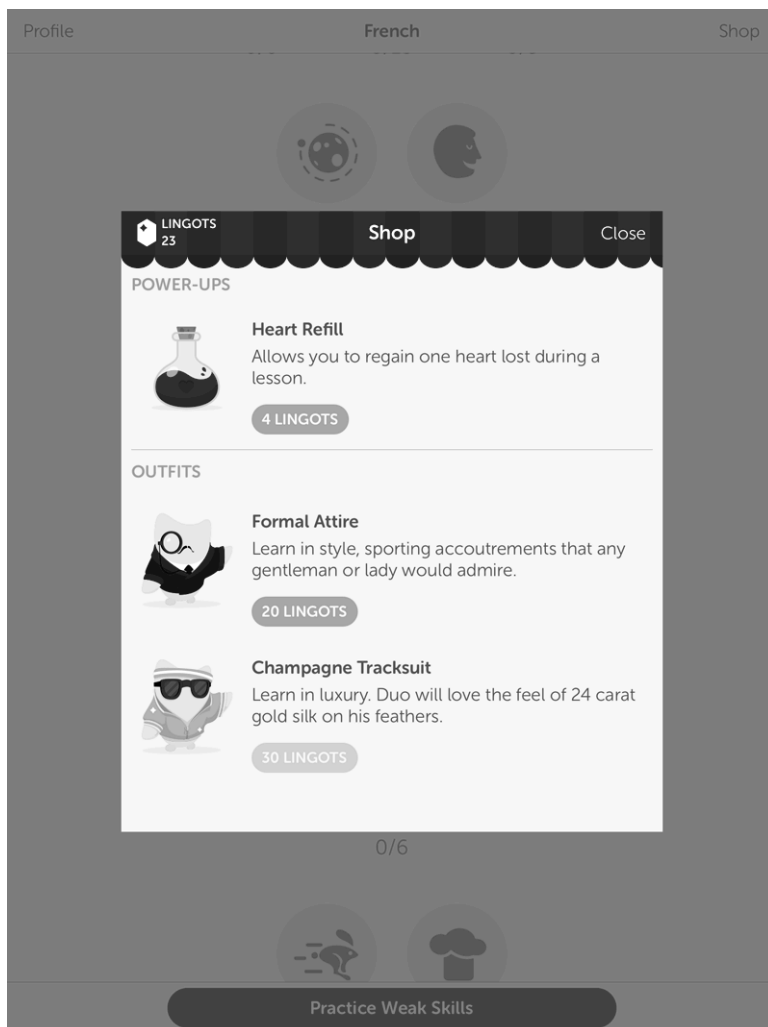 Profile French Shop
LINGOTS
23
Shop
Close
POWER-UPS
Heart Refill
Allows you to regain one heart lost during a
lesson.
4 LINGOTS
OUTFITS
Formal Attire
Learn in style, sporting accoutrements that any
gentleman or lady would admire.
20 LINGOTS
Champagne Tracksuit
Learn in luxury. Duo will love the feel of 24 carat
gold silk on his feathers.
30 LINGOTS
0/6
Practice Weak Skills